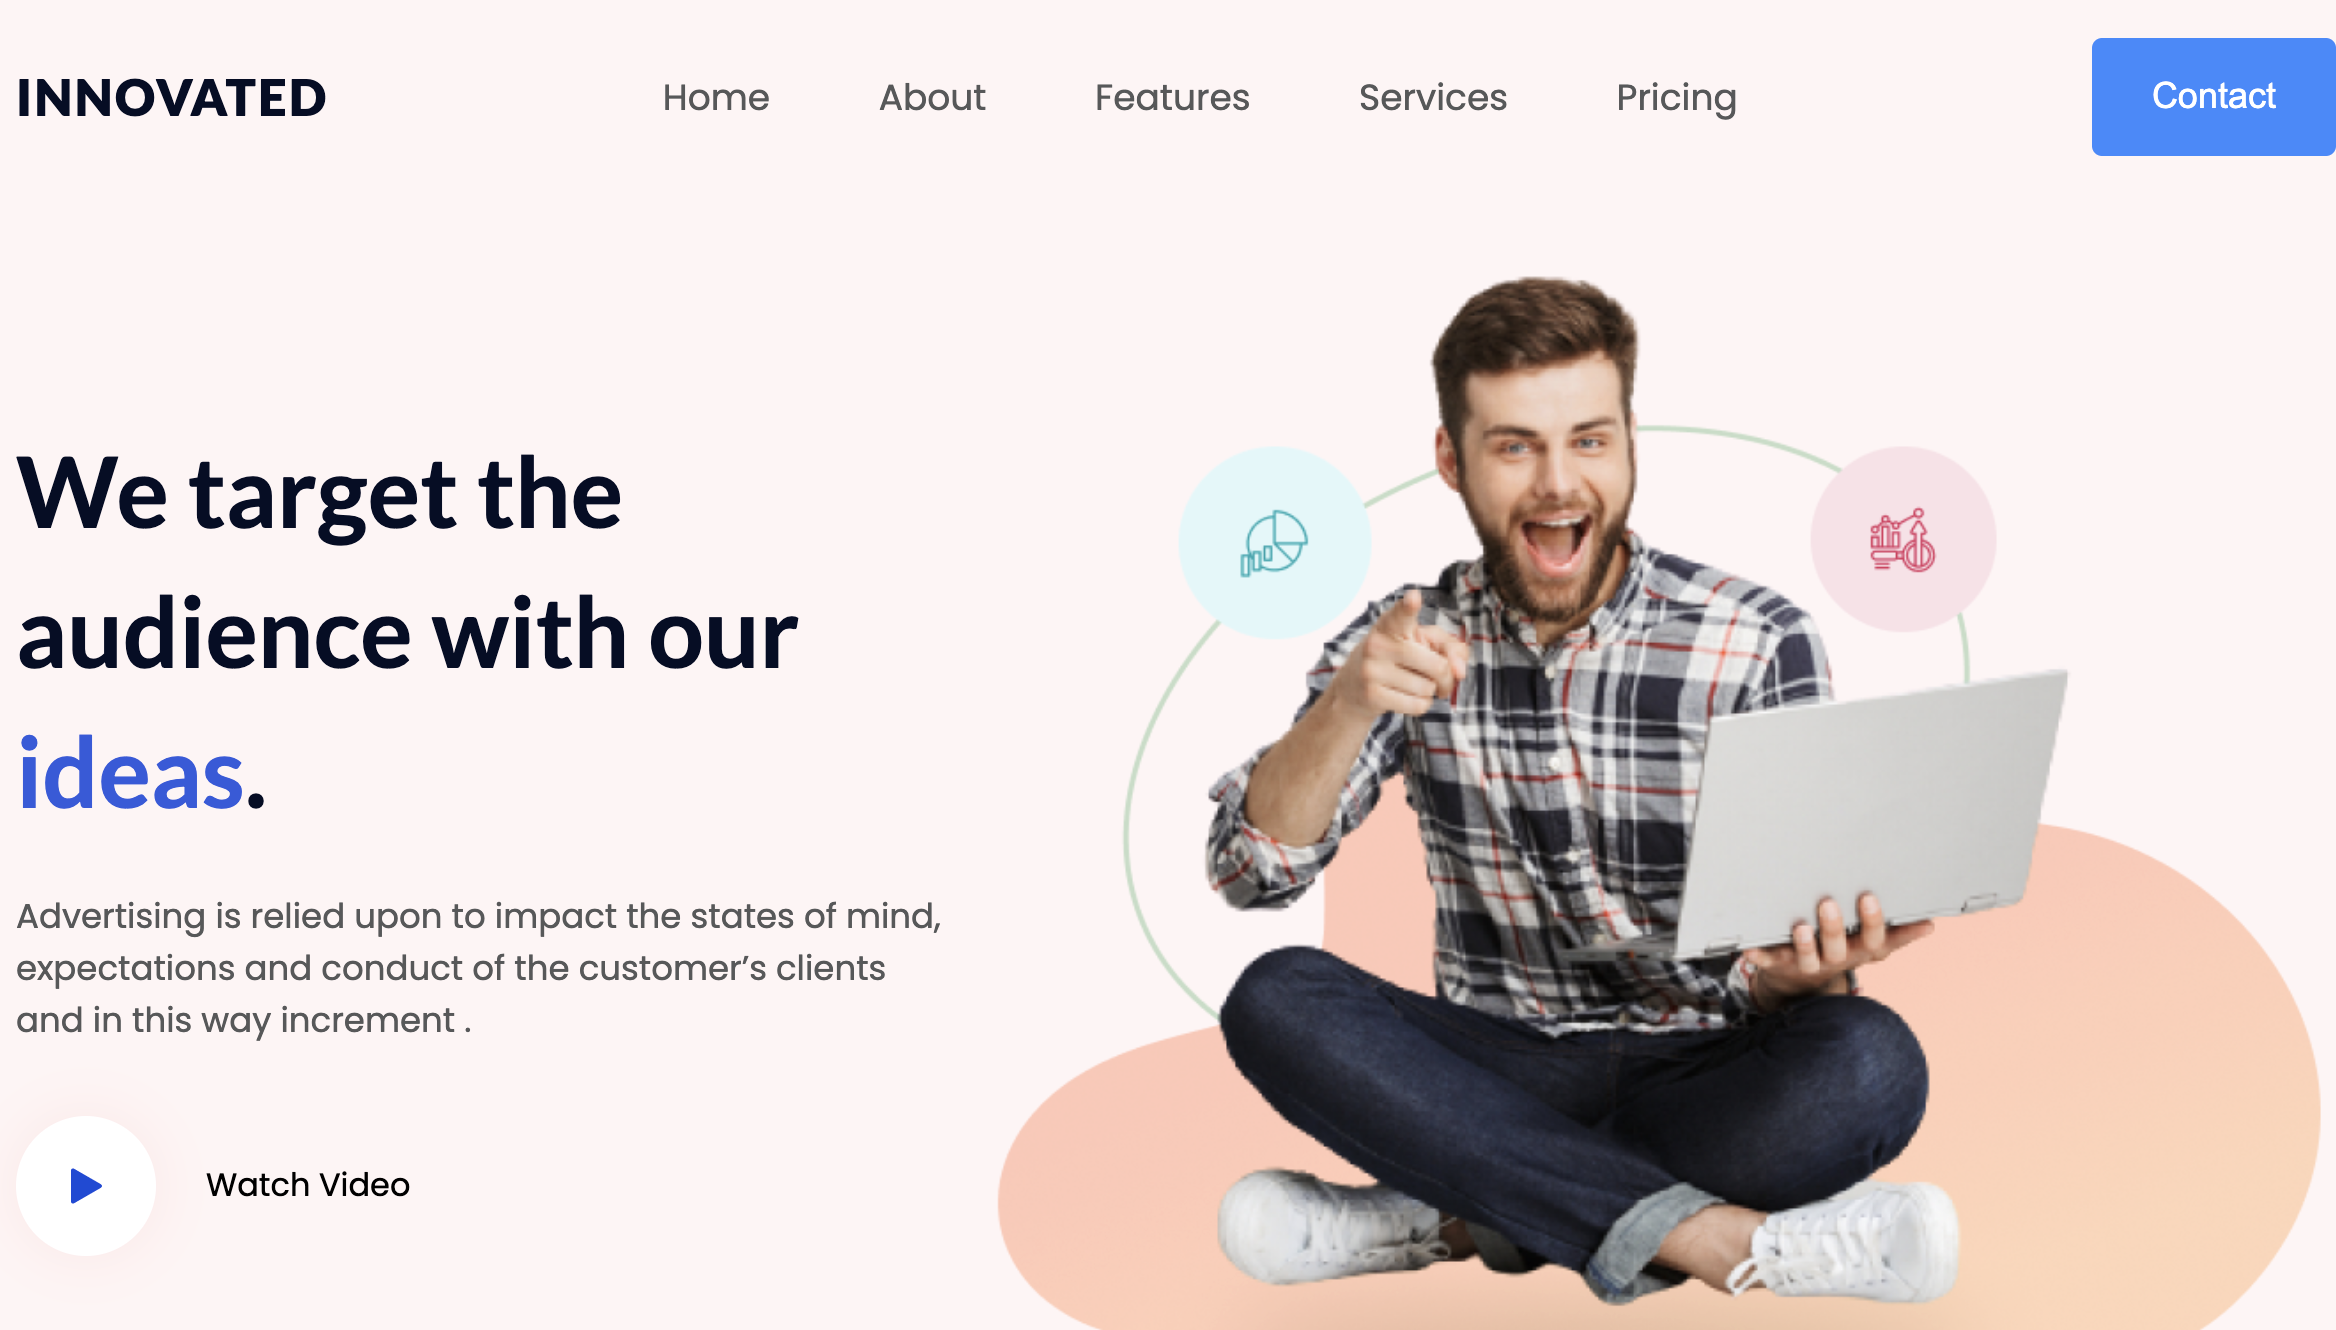 INNOVATED
Home
About
Features
Services
Pricing
Contact
We target the
audience with our
ideas.
Advertising is relied upon to impact the states of mind,
expectations and conduct of the customer’s clients
and in this way increment .
Watch Video